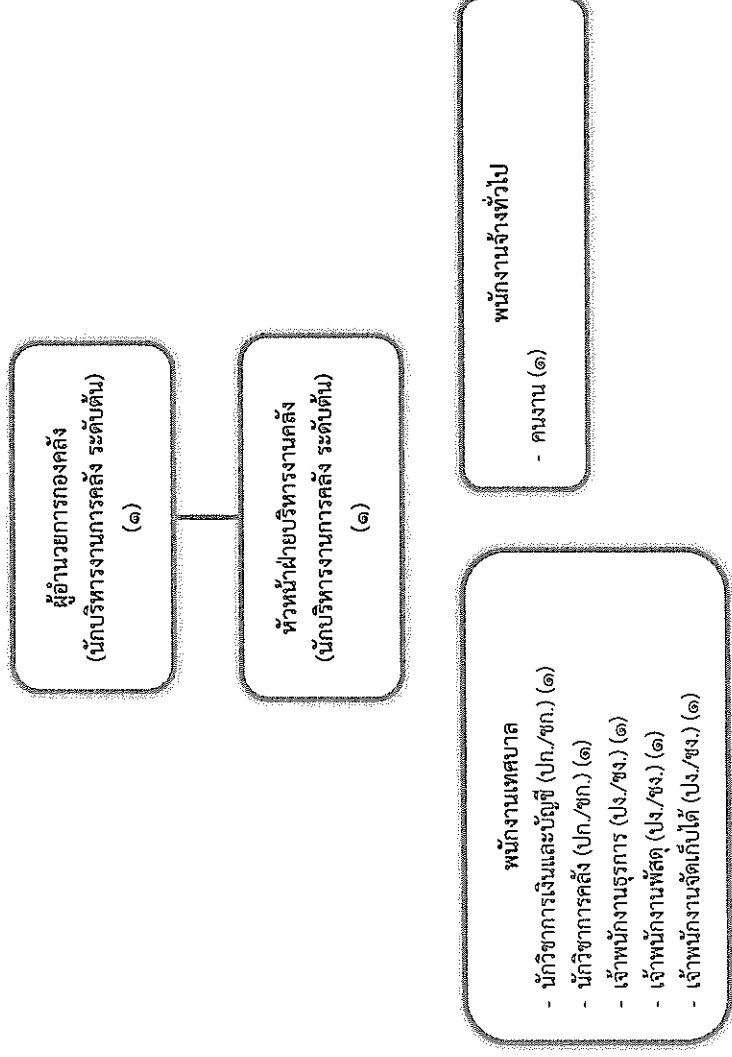 ผู้อำนวยการกองคลัง
(นักบริหารงานการคลัง ระดับต้น)
(๑)
หัวหน้าฝ่ายบริหารงานคลัง
(นักบริหารงานการคลัง ระดับต้น)
(๑)
พนักงานเทศบาล
- นักวิชาการเงินและบัญชี (ปก./ชก.) (๑)
- นักวิชาการคลัง (ปก./ชก.) (๑)
- เจ้าพนักงานธุรการ (ปง./ชง.) (๑)
- เจ้าพนักงานพัสดุ (ปง./ชง.) (๑)
- เจ้าพนักงานจัดเก็บได้ (ปง./ชง.) (๑)
พนักงานจ้างทั่วไป
- คนงาน (๑)